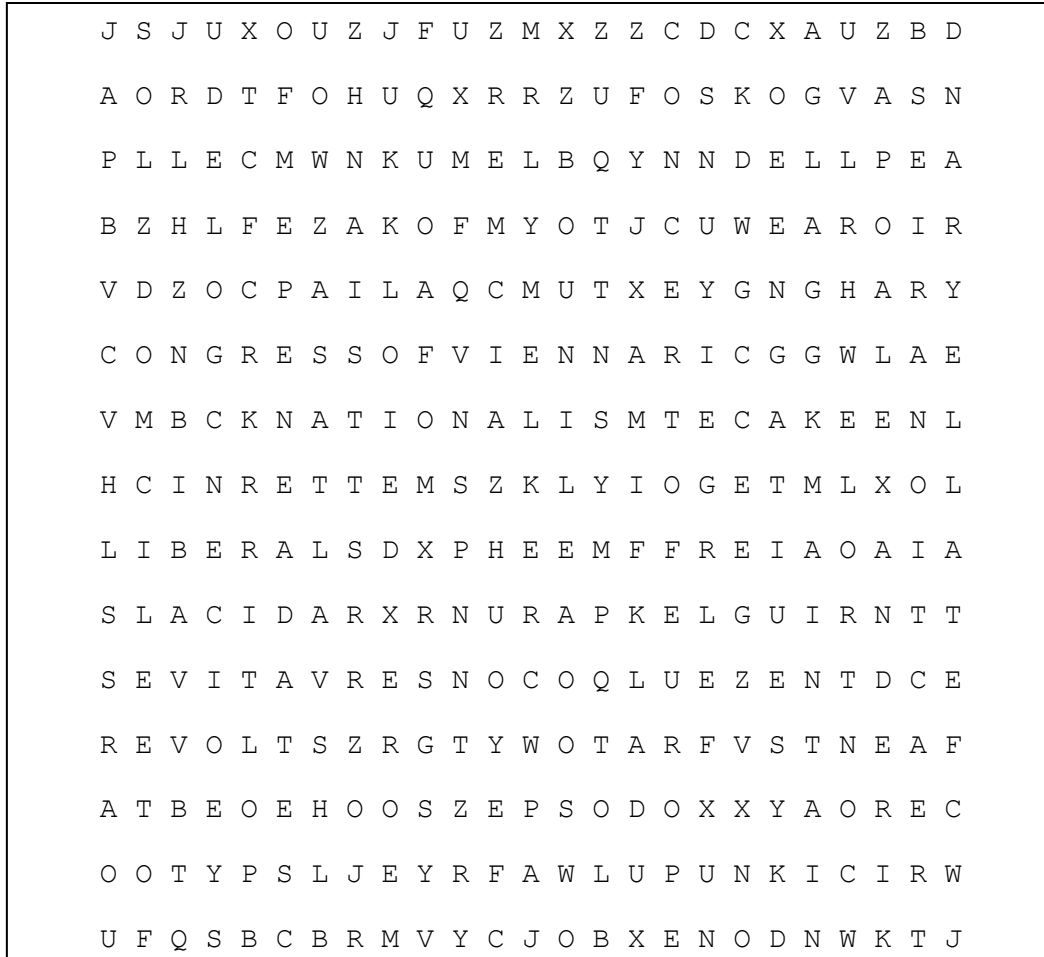 J S J U X O U Z J F U Z M X Z Z C D C X A U Z B D
A O R D T F O H U Q X R R Z U F O S K O G V A S N
P L L E C M W N K U M E L B Q Y N N D E L L P E A
B Z H L F E Z A K O F M Y O T J C U W E A R O I R
V D Z O C P A I L A Q C M U T X E Y G N G H A R Y
C O N G R E S S O F V I E N N A R I C G G W L A E
V M B C K N A T I O N A L I S M T E C A K E E N L
H C I N R E T T E M S Z K L Y I O G E T M L X O L
L I B E R A L S D X P H E E M F F R E I A O A I A
S L A C I D A R X R N U R A P K E L G U I R N T T
S E V I T A V R E S N O C O Q L U E Z E N T D C E
R E V O L T S Z R G T Y W O T A R F V S T N E A F
A T B E O E H O O S Z E P S O D O X X Y A O R E C
O O T Y P S L J E Y R F A W L U P U N K I C I R W
U F Q S B C B R M V Y C J O B X E N O D N W K T J